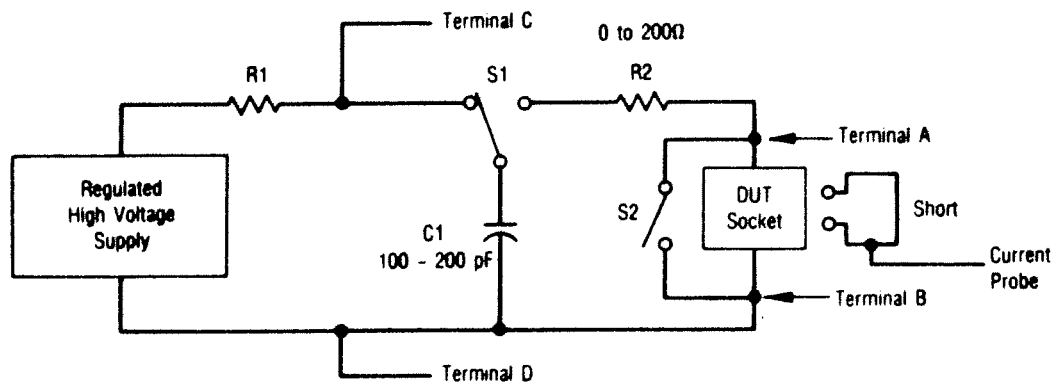 Terminal C
0 to 200Ω
R1
S1
R2
Terminal A
Regulated
High Voltage
Supply
DUT
Socket
S2
Short
C1
100 - 200 pF
Current
Probe
Terminal B
Terminal D